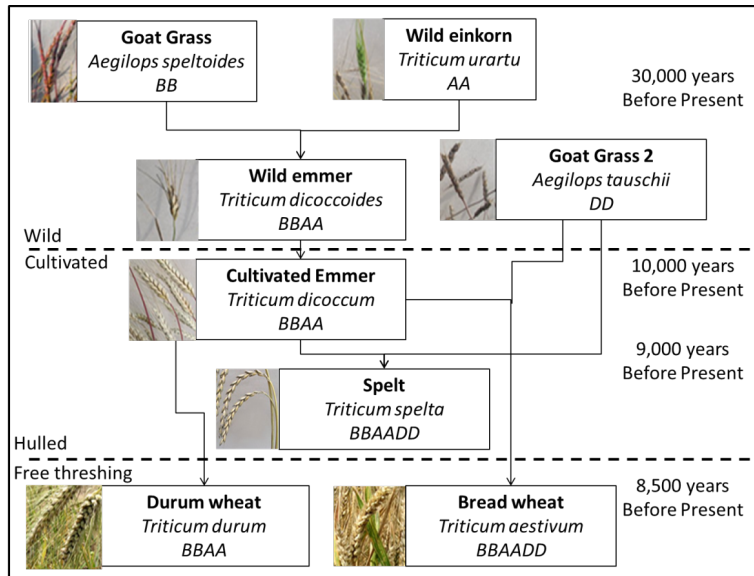 Goat Grass
Aegilops speltoides
BB
Wild einkorn
Triticum urartu
AA
30,000 years
Before Present
Wild emmer
Triticum dicoccoides
BBAA
Goat Grass 2
Aegilops tauschii
DD
Wild
Cultivated
Cultivated Emmer
Triticum dicoccum
BBAA
10,000 years
Before Present
9,000 years
Before Present
Spelt
Triticum spelta
BBAADD
Hulled
Free threshing
Durum wheat
Triticum durum
BBAA
Bread wheat
Triticum aestivum
BBAADD
8,500 years
Before Present